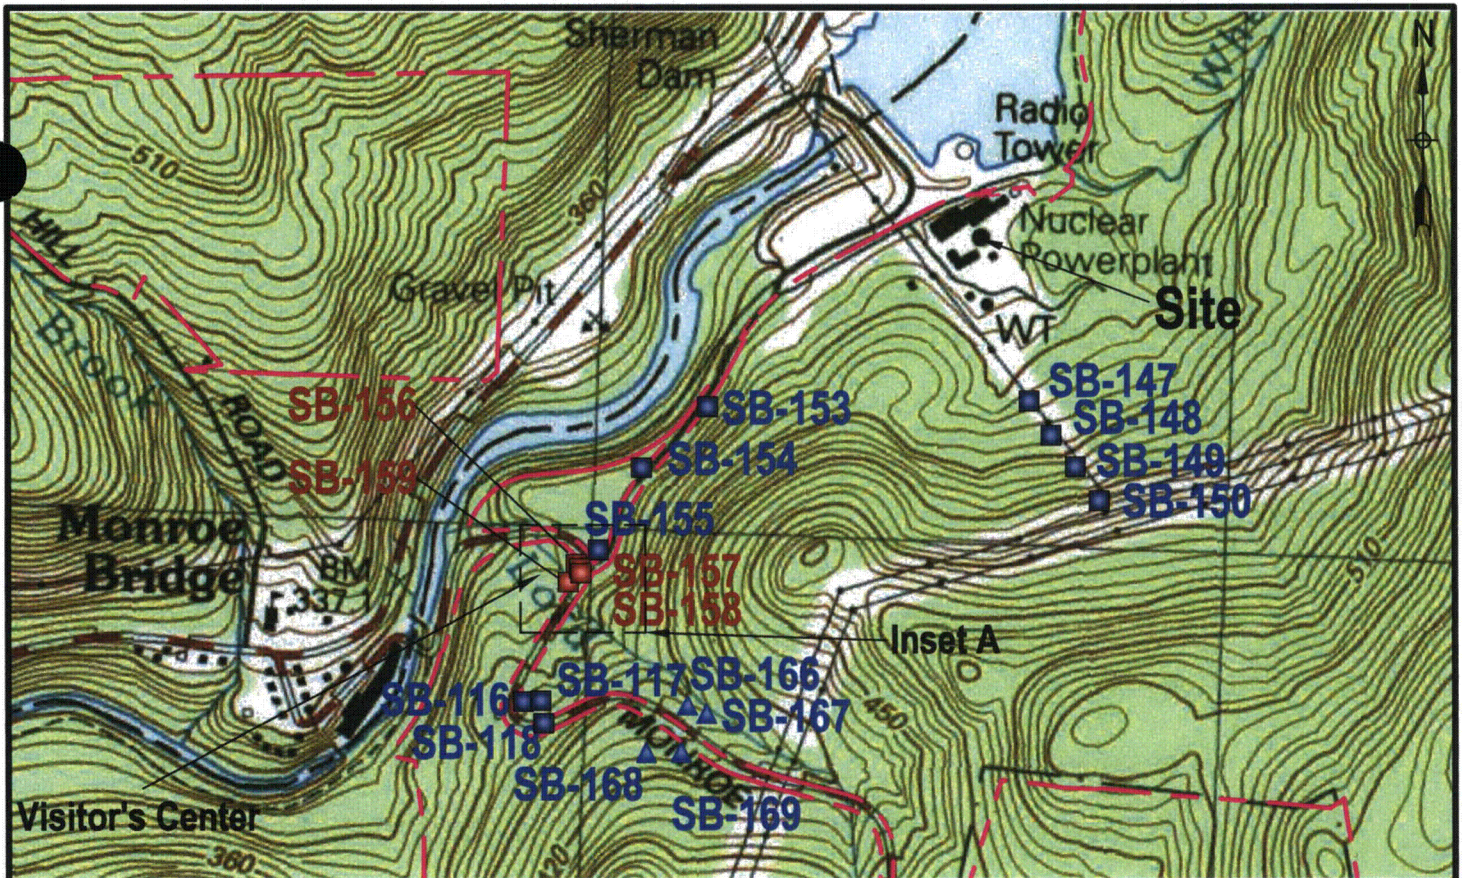 Sherman
Dam
N
Radio
Tower
510
360
HILL
Nuclear
Powerplant
Gravel Pit
Site
WT
Brook
SB-147
SB-156
SB-153
SB-148
ROAD
SB-154
SB-149
SB-159
SB-150
SB-155
Monroe
Bridge
BM
337.1
SB-157
SB-158
510
Inset A
SB-117
SB-166
SB-116
SB-167
450
SB-118
MONROE
SB-168
SB-169
Visitor's Center
360
420